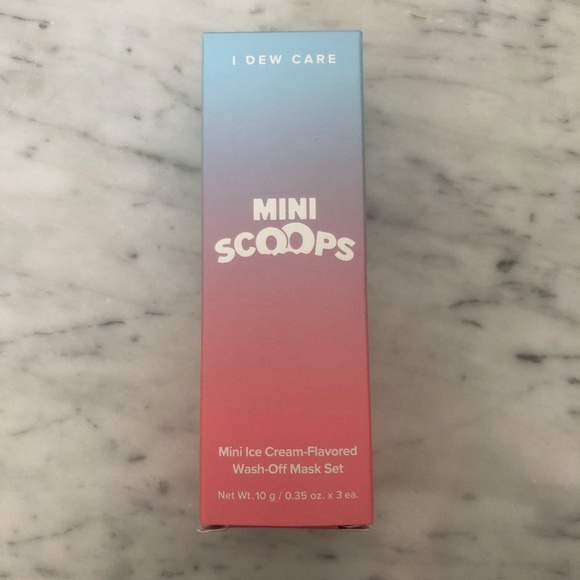 I DEW CARE
MINI
SCOOPS
Mini Ice Cream-Flavored
Wash-Off Mask Set
Net Wt. 10 g / 0.35 oz. x 3 ea.